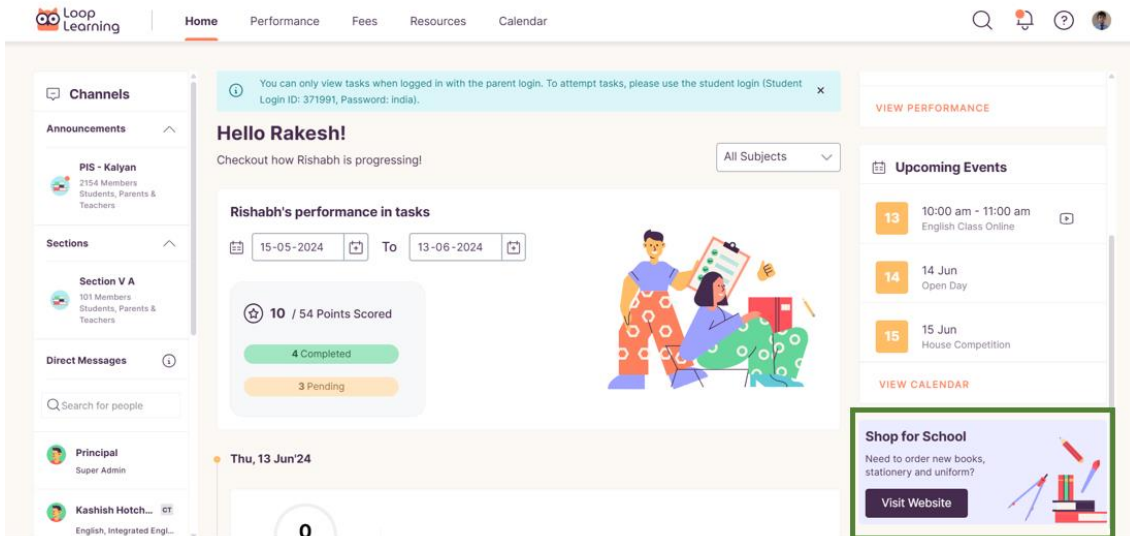 Loop
Learning
Home
Performance
Fees
Resources
Calendar
Channels
Announcements
PIS - Kalyan
2154 Members
Students, Parents &
Teachers
Sections
Section V A
101 Members
Students, Parents &
Teachers
Direct Messages
Search for people
Principal
Super Admin
Kashish Hotch... CT
English, Integrated Engl...
You can only view tasks when logged in with the parent login. To attempt tasks, please use the student login (Student
Login ID: 371991, Password: india).
Hello Rakesh!
Checkout how Rishabh is progressing!
All Subjects
Rishabh's performance in tasks
15-05-2024 To 13-06-2024
10 / 54 Points Scored
4 Completed
3 Pending
Thu, 13 Jun'24
0
VIEW PERFORMANCE
Upcoming Events
13
10:00 am - 11:00 am
English Class Online
14
14 Jun
Open Day
15
15 Jun
House Competition
VIEW CALENDAR
Shop for School
Need to order new books,
stationery and uniform?
Visit Website